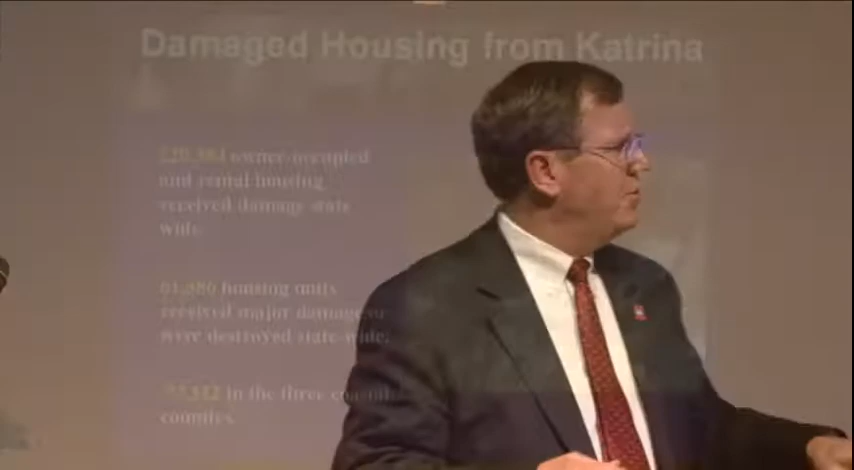 Damaged Housing from Katrina
owner-occupied
and rental housing
received damage state
wide.
housing units
received major damage or
were destroyed state-wide.
in the three coastal
counties.